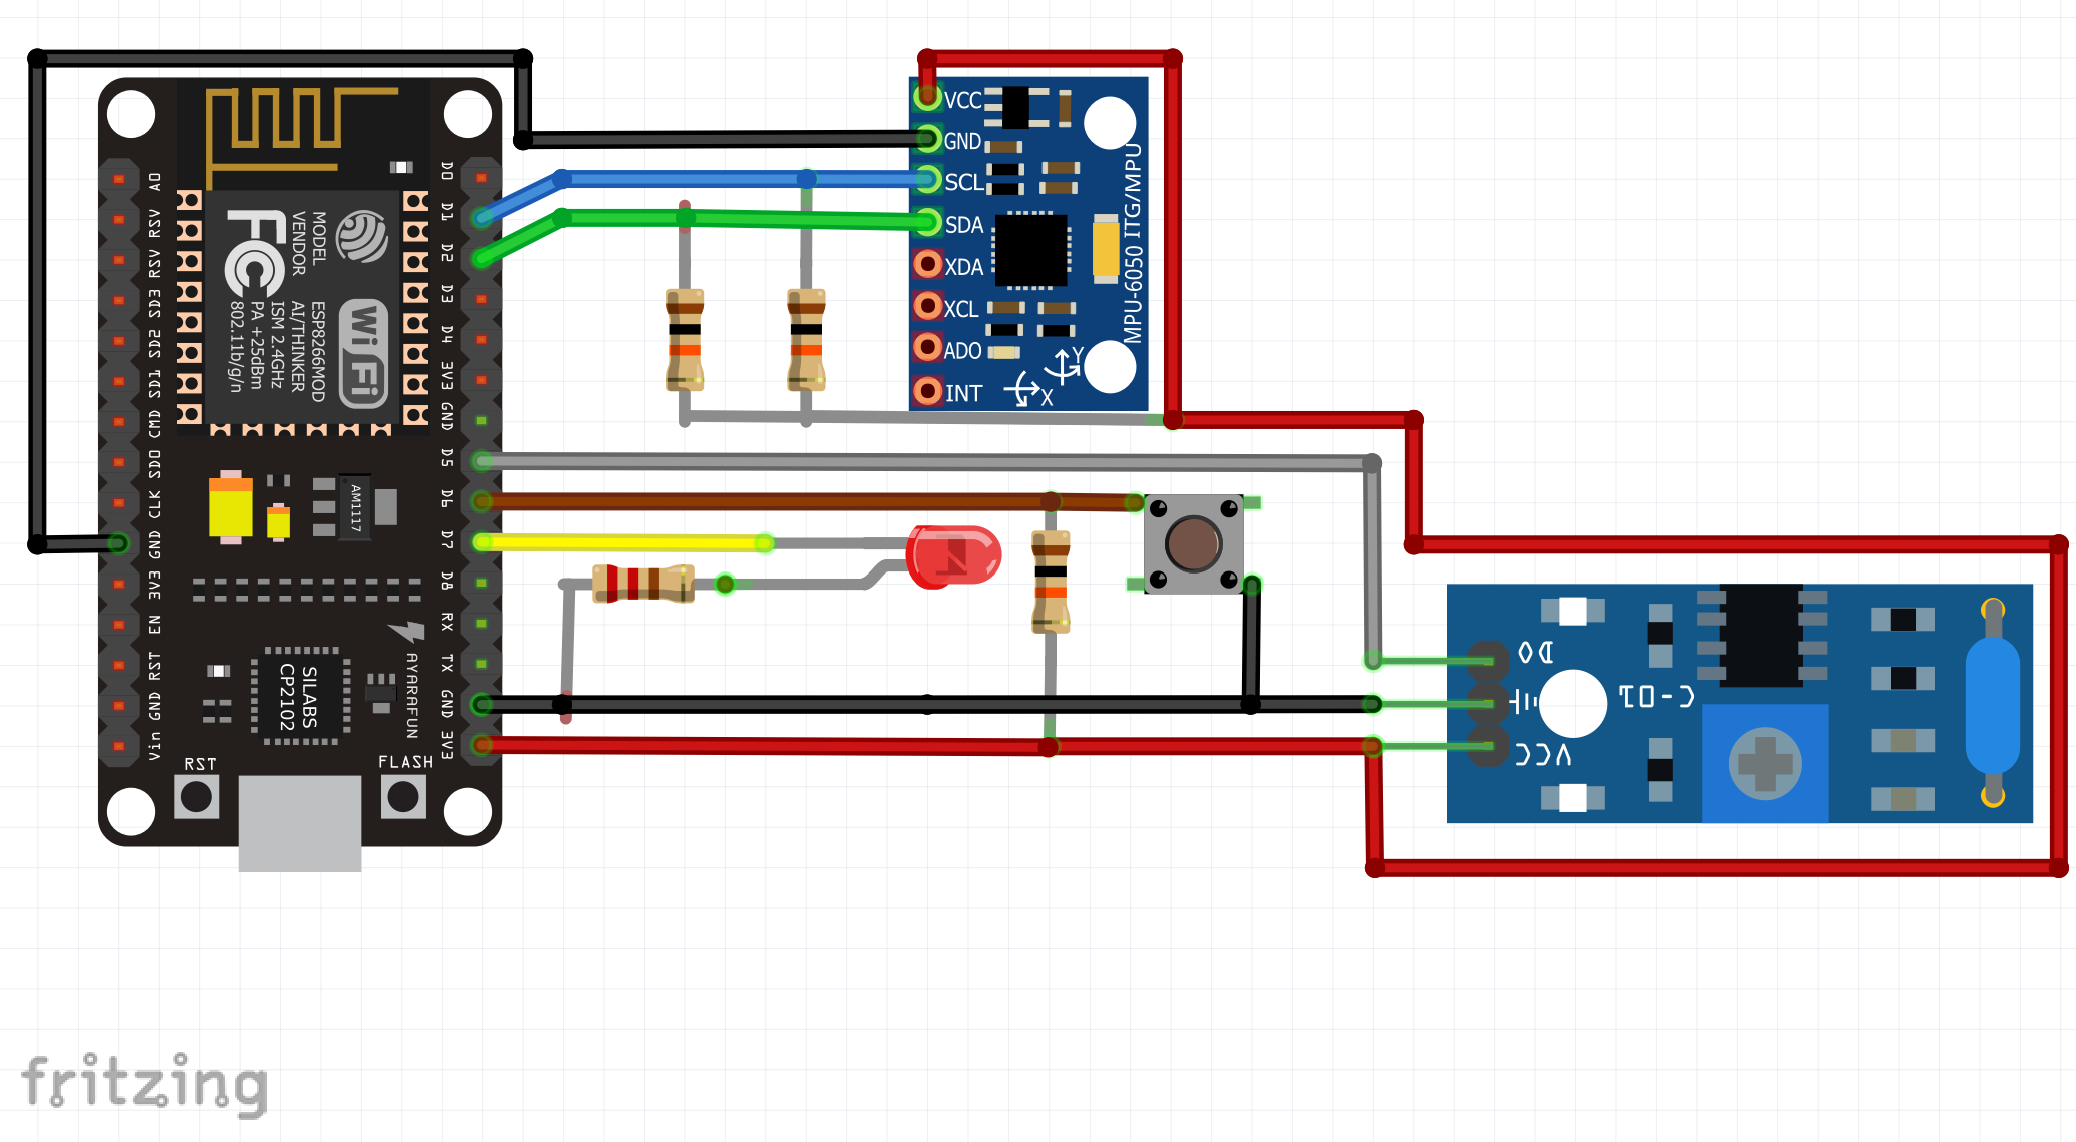 A0
RSV
RSV
SD3
SD2
SD1
CMD
SD0
CLK
GND
3V3
EN
RST
GND
Vin
D0
D1
D2
D3
D4
3V3
GND
D5
D6
D7
D8
RX
TX
GND
3V3
FC
MODEL
VENDOR
ESP8266MOD
AI/THINKER
ISM 2.4GHz
PA +25dBm
802.11b/g/n
WiFi
AM1117
SILABS
CP2102
AYARAFUN
RST
FLASH
VCC
GND
SCL
SDA
XDA
XCL
ADO
INT
MPU-6050 ITG/MPU
Y
X
DO
VCC
C-01
fritzing